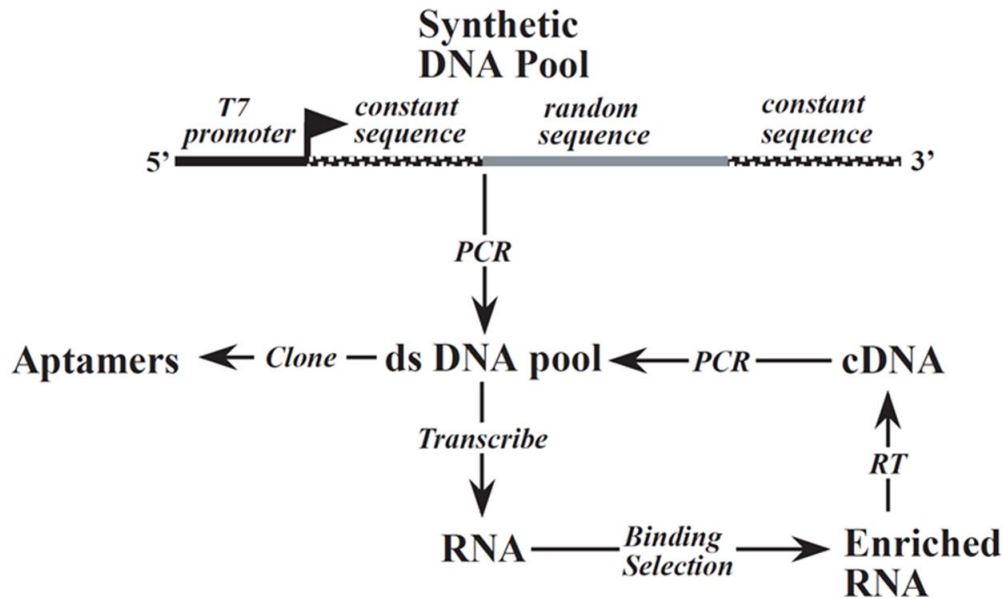 Synthetic
DNA Pool
T7
promoter
constant
sequence
random
sequence
constant
sequence
5’
3’
PCR
Aptamers
Clone
ds DNA pool
PCR
cDNA
Transcribe
RT
RNA
Binding
Selection
Enriched
RNA